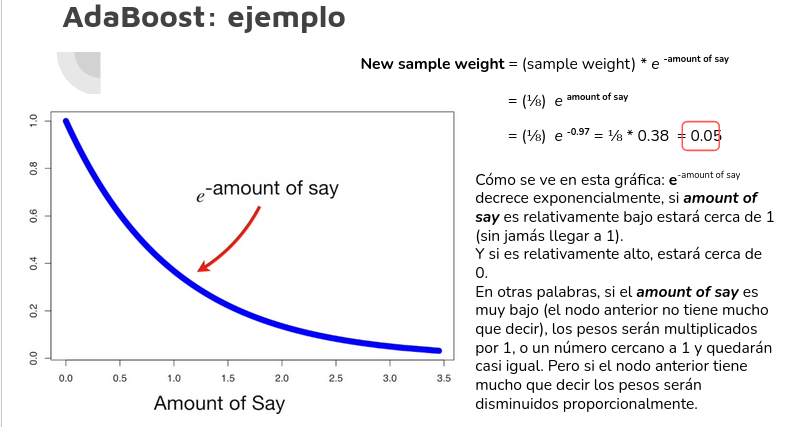 AdaBoost: ejemplo
New sample weight = (sample weight) * e -amount of say
= (⅛) e amount of say
= (⅛) e -0.97 = ⅛ * 0.38 = 0.05
e-amount of say
1.0
0.8
0.6
0.4
0.2
0.0
0.0 0.5 1.0 1.5 2.0 2.5 3.0 3.5
Amount of Say
Cómo se ve en esta gráfica: e-amount of say
decrece exponencialmente, si amount of
say es relativamente bajo estará cerca de 1
(sin jamás llegar a 1).
Y si es relativamente alto, estará cerca de
0.
En otras palabras, si el amount of say es
muy bajo (el nodo anterior no tiene mucho
que decir), los pesos serán multiplicados
por 1, o un número cercano a 1 y quedarán
casi igual. Pero si el nodo anterior tiene
mucho que decir los pesos serán
disminuidos proporcionalmente.